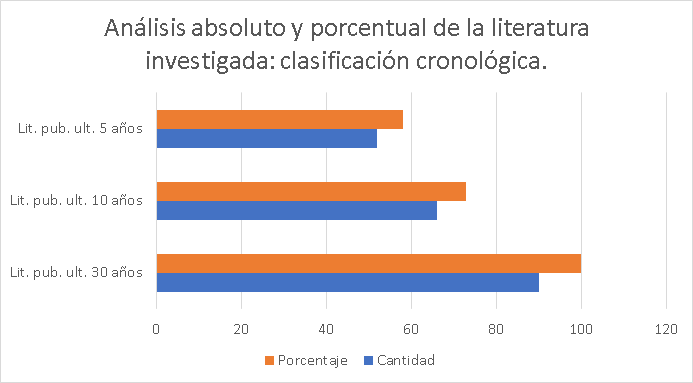 Análisis absoluto y porcentual de la literatura
investigada: clasificación cronológica.
Lit. pub. ult. 5 años
Lit. pub. ult. 10 años
Lit. pub. ult. 30 años
0 20 40 60 80 100 120
Porcentaje Cantidad